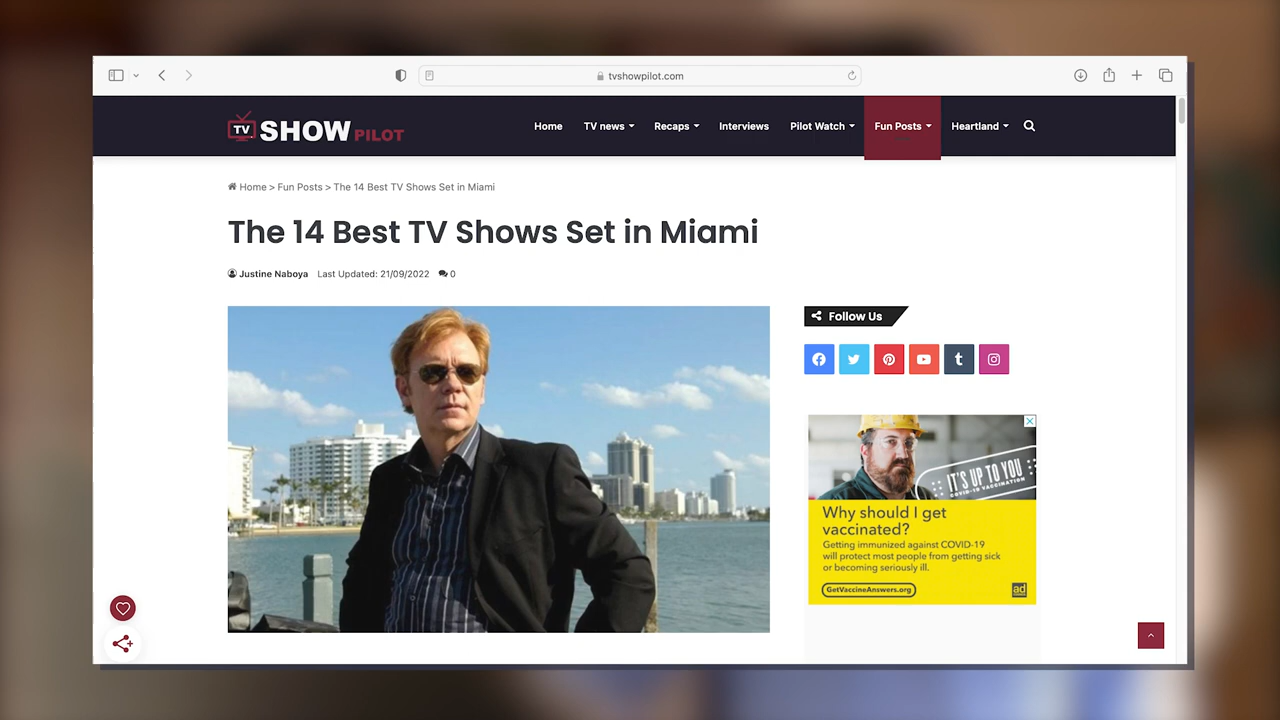 tvshowpilot.com
TV SHOW PILOT
Home TV news Recaps Interviews Pilot Watch Fun Posts Heartland
Home > Fun Posts > The 14 Best TV Shows Set in Miami
The 14 Best TV Shows Set in Miami
Justine Naboya Last Updated: 21/09/2022 0
Follow Us
t
IT'S UP TO YOU
COVID-19 VACCINATION
Why should I get
vaccinated?
Getting immunized against COVID-19
will protect most people from getting sick
or becoming seriously ill.
GetVaccineAnswers.org
ad